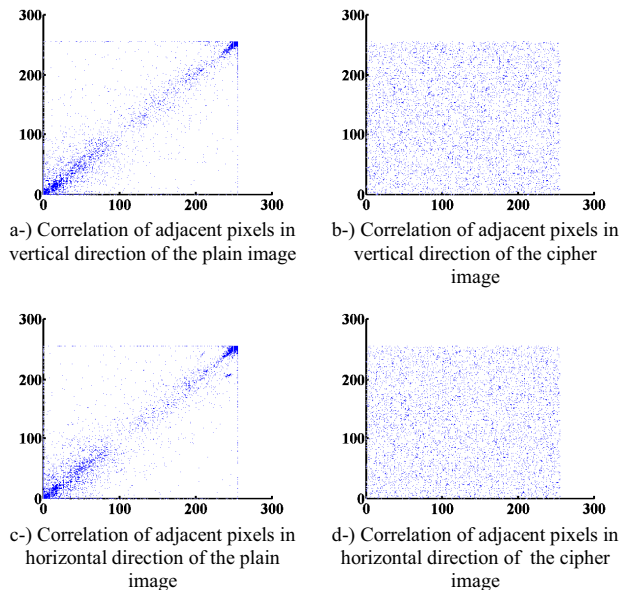 300
200
100
0
0 100 200 300
a-) Correlation of adjacent pixels in
vertical direction of the plain image
300
200
100
0
0 100 200 300
b-) Correlation of adjacent pixels in
vertical direction of the cipher
image
300
200
100
0
0 100 200 300
c-) Correlation of adjacent pixels in
horizontal direction of the plain
image
300
200
100
0
0 100 200 300
d-) Correlation of adjacent pixels in
horizontal direction of the cipher
image